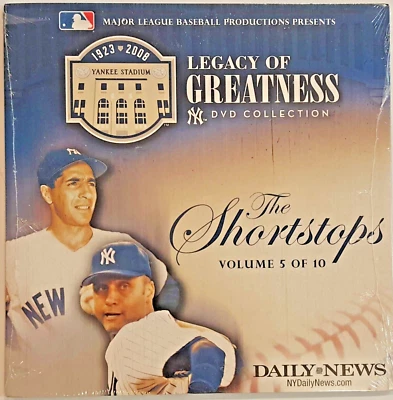 MAJOR LEAGUE BASEBALL PRODUCTIONS PRESENTS
1923 2008
YANKEE STADIUM
LEGACY OF
GREATNESS
NY DVD COLLECTION
The
Shortstops
VOLUME 5 OF 10
NY
NY
NEW
DAILY NEWS
NYDailyNews.com